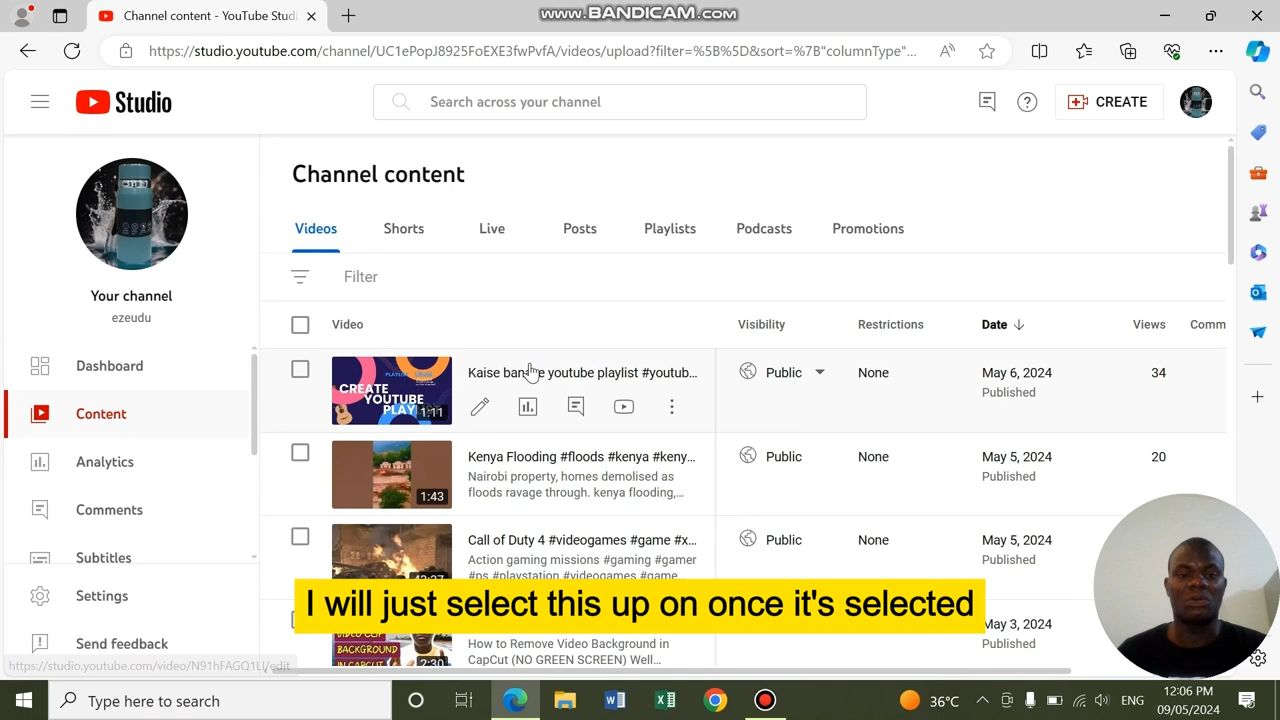 Channel content - YouTube Stu
www.BANDICAM.com
https://studio.youtube.com/channel/UC1ePopJ8925FoEXE3fwPvfA/videos/upload?filter=%5B%5D&sort=%7B"columnType"...
Studio
Search across your channel
CREATE
Your channel
ezeudu
Dashboard
Content
Analytics
Comments
Subtitles
Settings
Send feedback
https://studio.youtube.com/video/N91hFAGQ1LI/edit
Channel content
Videos Shorts Live Posts Playlists Podcasts Promotions
Filter
Video Visibility Restrictions Date Views Comm
CREATE
YOUTUBE
1:11
Kaise youtube playlist #youtub...
Public None May 6, 2024 34
Published
1:43
Kenya Flooding #floods #kenya #keny...
Nairobi property, homes demolised as
floods ravage through. kenya flooding,...
Public None May 5, 2024 20
Published
Call of Duty 4 #videogames #game #x...
Action gaming missions #gaming #gamer
#ps #playstation #videogames #game
Public None May 5, 2024
Published
I will just select this up on once it's selected
BACKGROUND
IN CAPCUT
2:30
How to Remove Video Background in
CapCut (NO GREEN SCREEN) Well...
May 3, 2024
Published
Type here to search
36°C
ENG
12:06 PM
09/05/2024